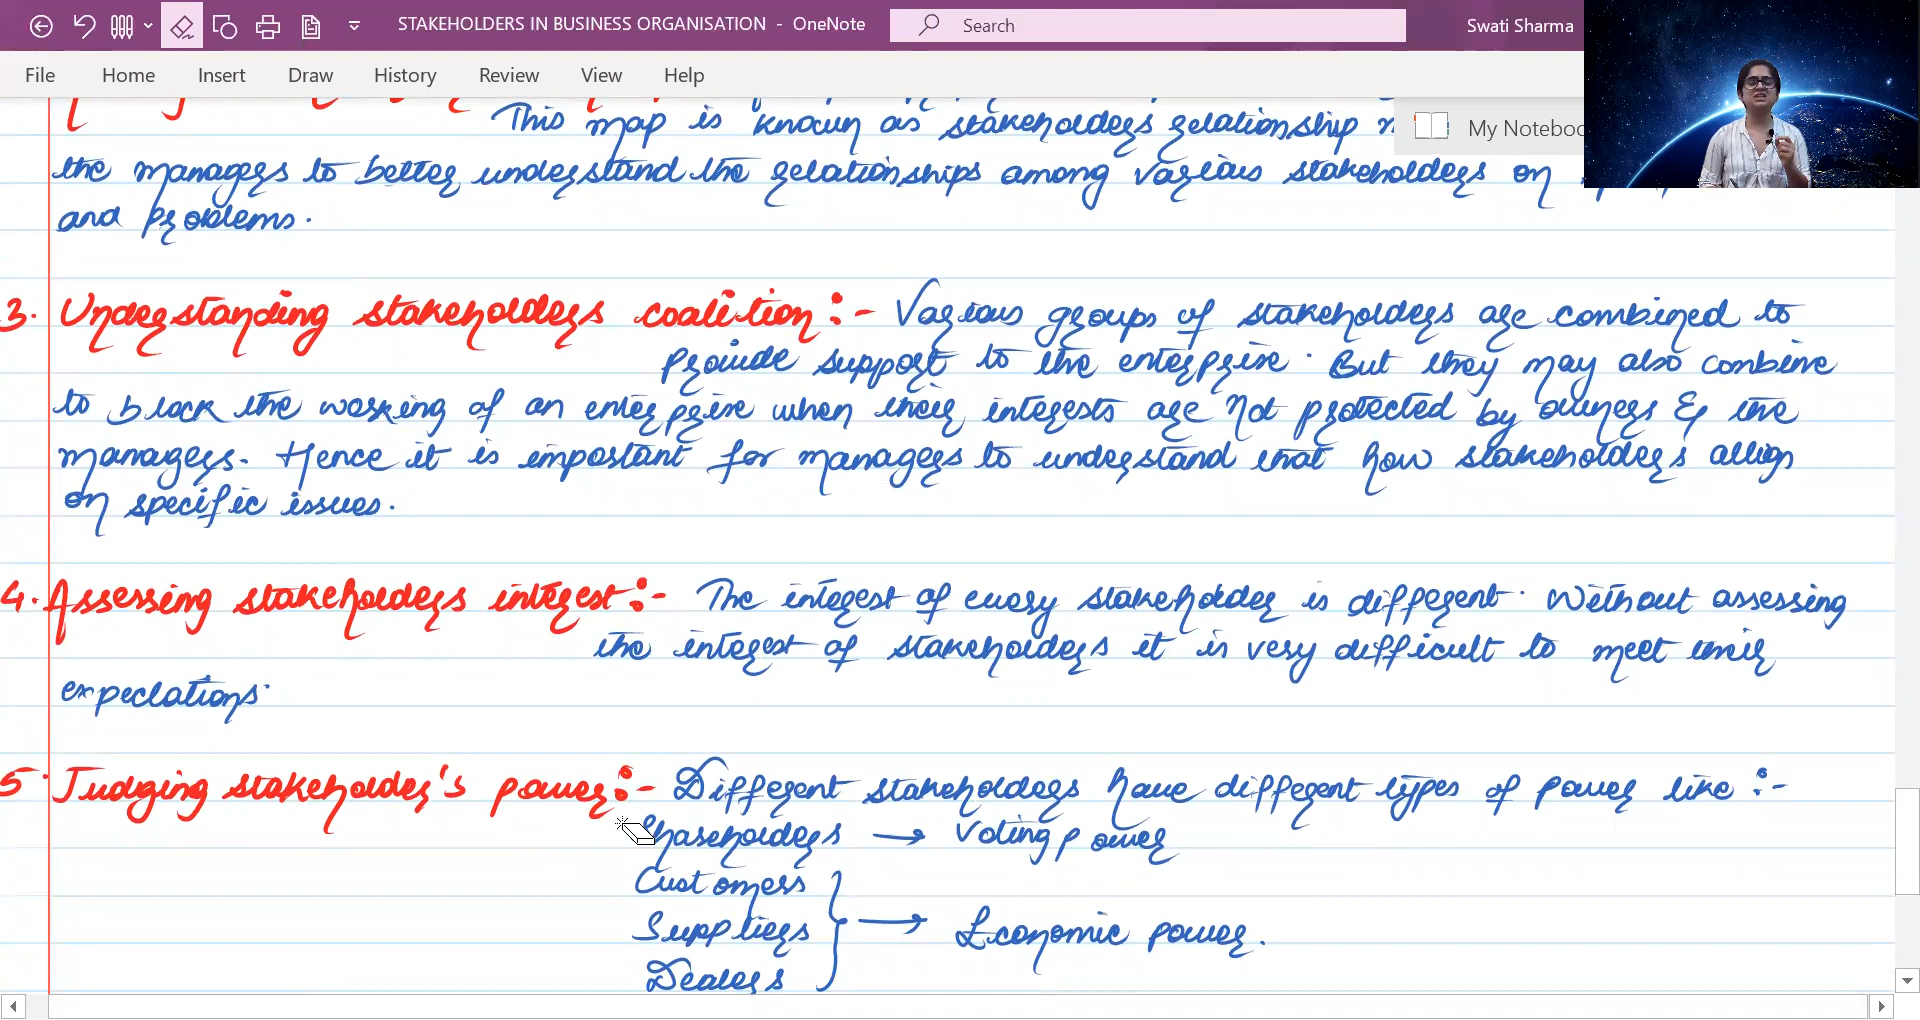 STAKEHOLDERS IN BUSINESS ORGANISATION - OneNote
Search
Swati Sharma
File Home Insert Draw History Review View Help
My Noteboo
This map is known as stakeholders relationship
the managers to better understand the relationships among various stakeholders on
and problems.
3. Understanding stakeholders coalition :- Various groups of stakeholders are combined to
provide support to the enterprise. But they may also combine
to block the working of an enterprise when their interests are not protected by owners & the
managers. Hence it is important for managers to understand that how stakeholders allign
on specific issues.
4. Assessing stakeholders interest :- The interest of every stakeholder is different. Without assessing
the interest of stakeholders it is very difficult to meet their
expectations.
5. Judging stakeholder's power :- Different stakeholders have different types of power like :-
Shareholders → Voting power
Customers
Suppliers → Economic power.
Dealers